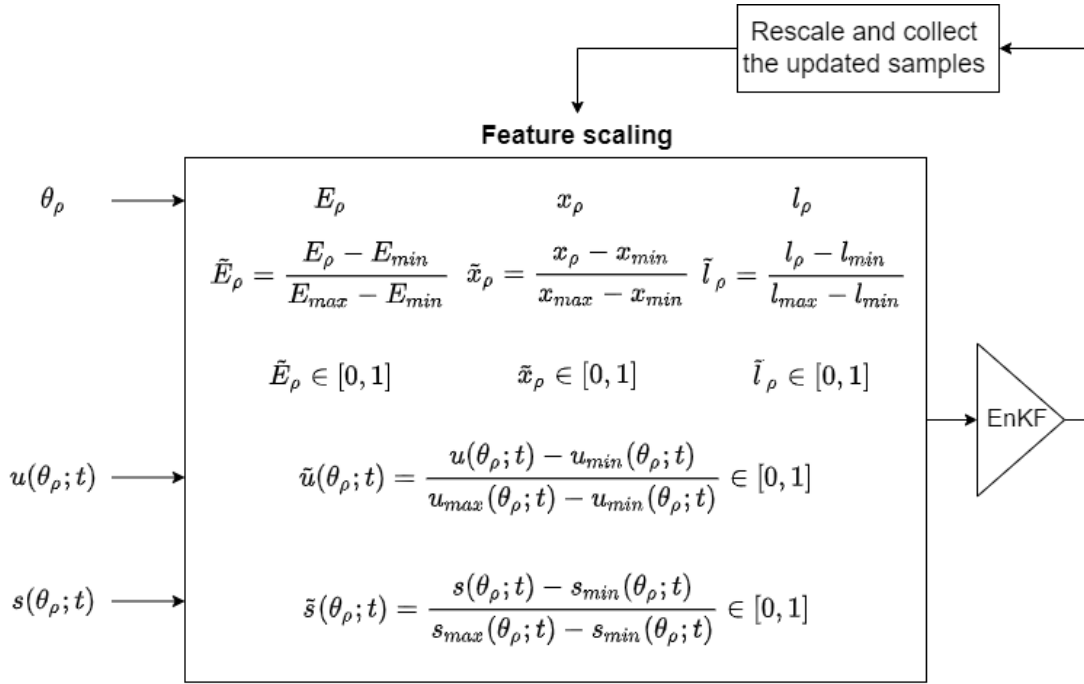 Rescale and collect
the updated samples
Feature scaling
θ_ρ E_ρ x_ρ l_ρ
Ẽ_ρ = (E_ρ − E_min)/(E_max − E_min) x̃_ρ = (x_ρ − x_min)/(x_max − x_min) l̃_ρ = (l_ρ − l_min)/(l_max − l_min)
Ẽ_ρ ∈ [0, 1] x̃_ρ ∈ [0, 1] l̃_ρ ∈ [0, 1]
EnKF
u(θ_ρ; t) ũ(θ_ρ; t) = (u(θ_ρ; t) − u_min(θ_ρ; t))/(u_max(θ_ρ; t) − u_min(θ_ρ; t)) ∈ [0, 1]
s(θ_ρ; t) s̃(θ_ρ; t) = (s(θ_ρ; t) − s_min(θ_ρ; t))/(s_max(θ_ρ; t) − s_min(θ_ρ; t)) ∈ [0, 1]